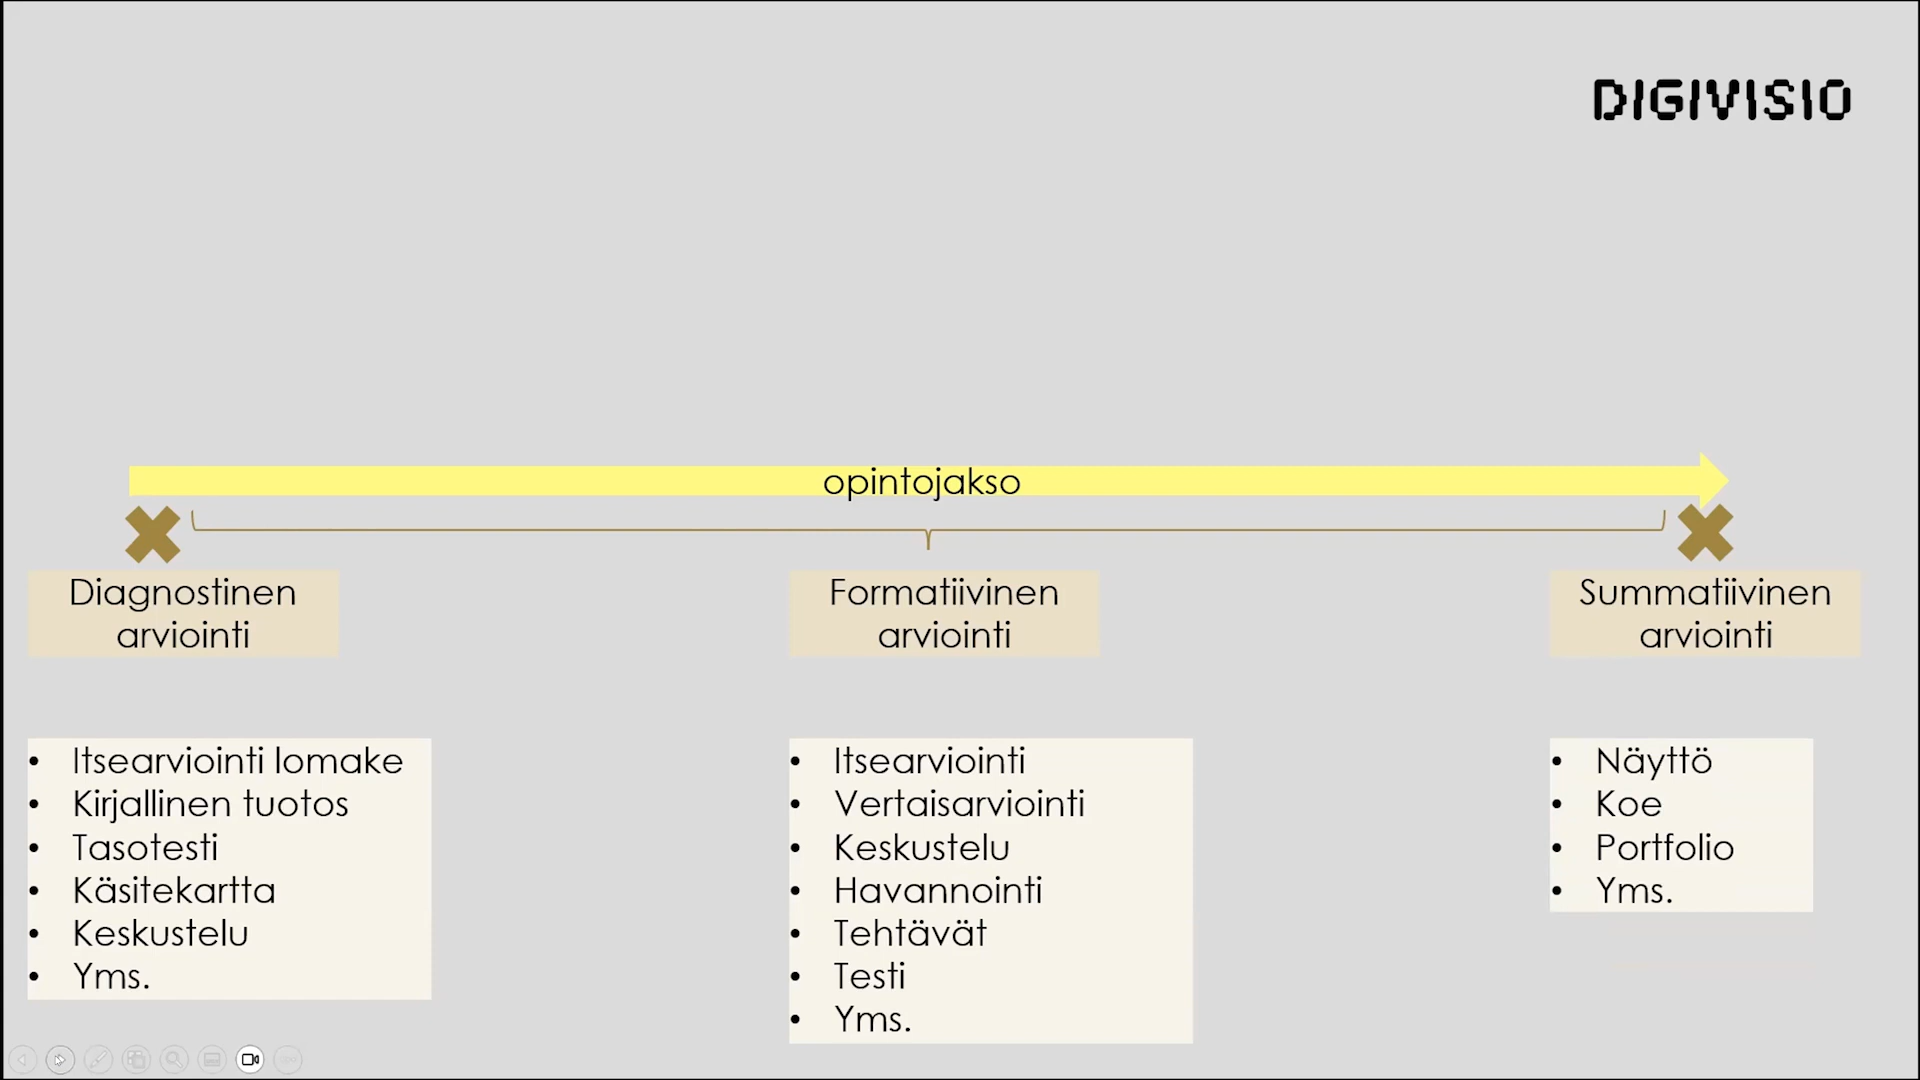 DIGIVISIO
opintojakso
Diagnostinen
arviointi
Formatiivinen
arviointi
Summatiivinen
arviointi
• Itsearviointi lomake
• Kirjallinen tuotos
• Tasotesti
• Käsitekartta
• Keskustelu
• Yms.
• Itsearviointi
• Vertaisarviointi
• Keskustelu
• Havannointi
• Tehtävät
• Testi
• Yms.
• Näyttö
• Koe
• Portfolio
• Yms.